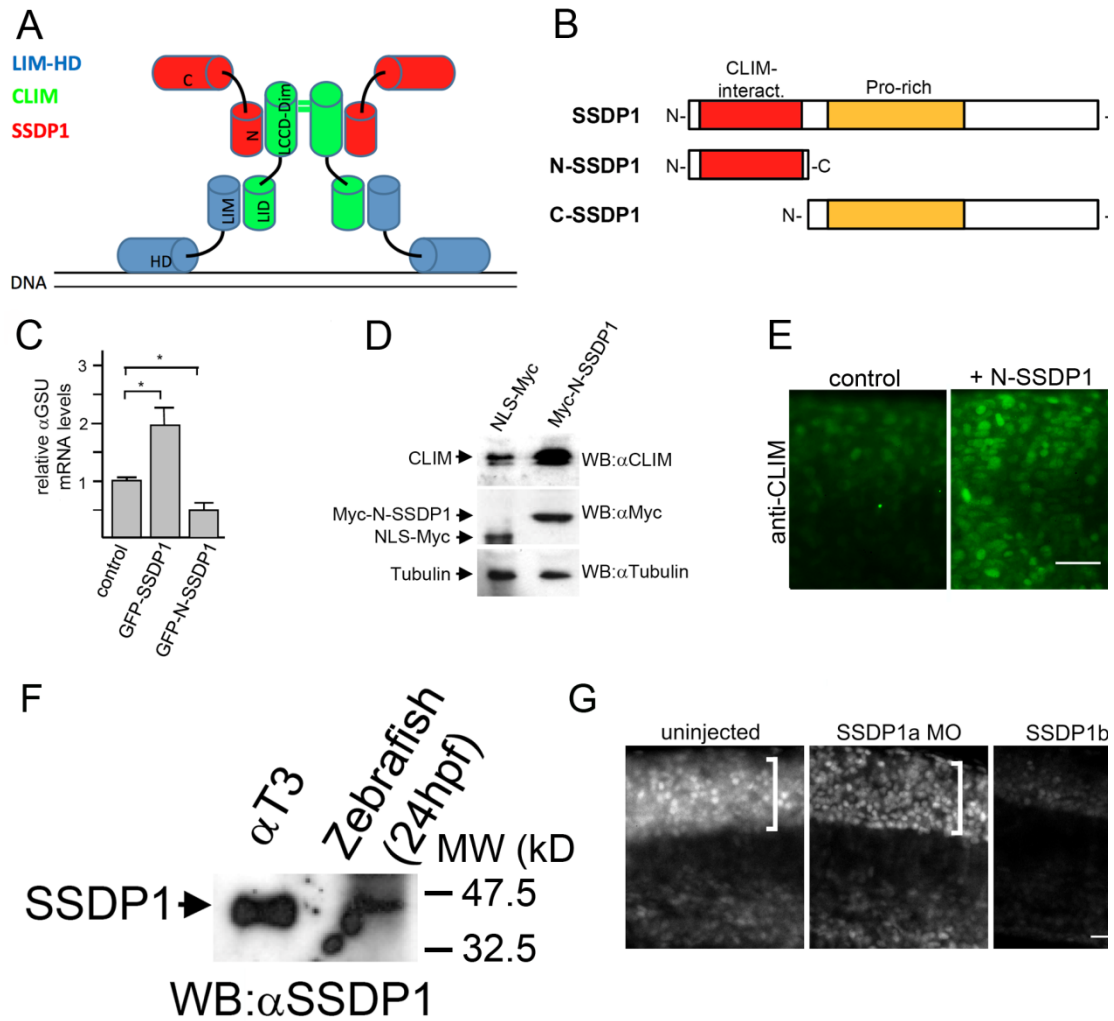 A
LIM-HD
CLIM
SSDP1
C
N
LCCD-Dim
LIM
LID
HD
DNA
B
CLIM-
interact.
Pro-rich
SSDP1
N-
N-SSDP1
N-
-C
C-SSDP1
N-
C
relative αGSU
mRNA levels
3
2
1
*
*
control
GFP-SSDP1
GFP-N-SSDP1
D
NLS-Myc
Myc-N-SSDP1
CLIM
WB:αCLIM
Myc-N-SSDP1
WB:αMyc
NLS-Myc
Tubulin
WB:αTubulin
E
control
+ N-SSDP1
anti-CLIM
F
αT3
Zebrafish
(24hpf)
MW (kD
SSDP1
47.5
32.5
WB:αSSDP1
G
uninjected
SSDP1a MO
SSDP1b